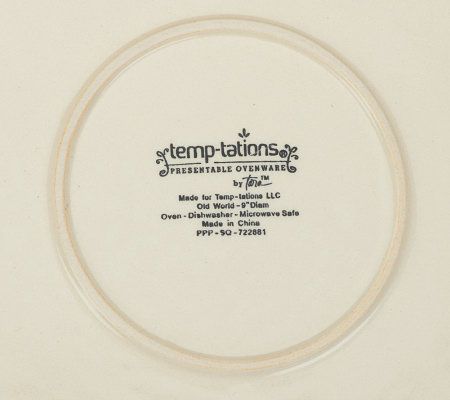 temp-tations®
PRESENTABLE OVENWARE
by Tara™
Made for Temp-tations LLC
Old World - 9"Diam
Oven - Dishwasher - Microwave Safe
Made in China
PPP - SQ - 722881